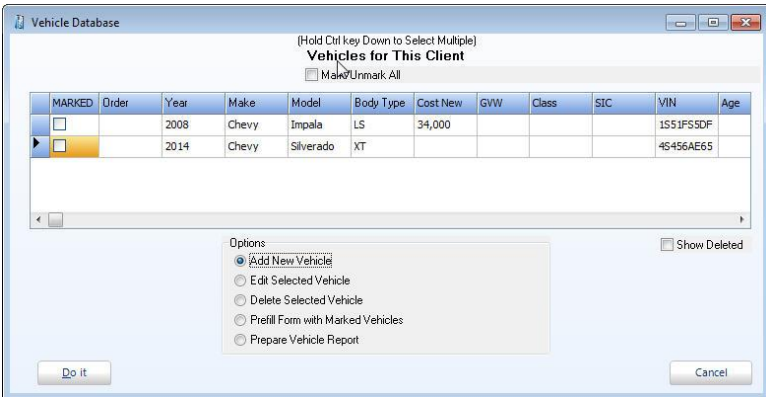 Vehicle Database
(Hold Ctrl key Down to Select Multiple)
Vehicles for This Client
Mark/Unmark All
MARKED Order Year Make Model Body Type Cost New GVW Class SIC VIN Age
2008 Chevy Impala LS 34,000 1S51FS5DF
2014 Chevy Silverado XT 4S456AE65
Options
Show Deleted
Add New Vehicle
Edit Selected Vehicle
Delete Selected Vehicle
Prefill Form with Marked Vehicles
Prepare Vehicle Report
Do it
Cancel